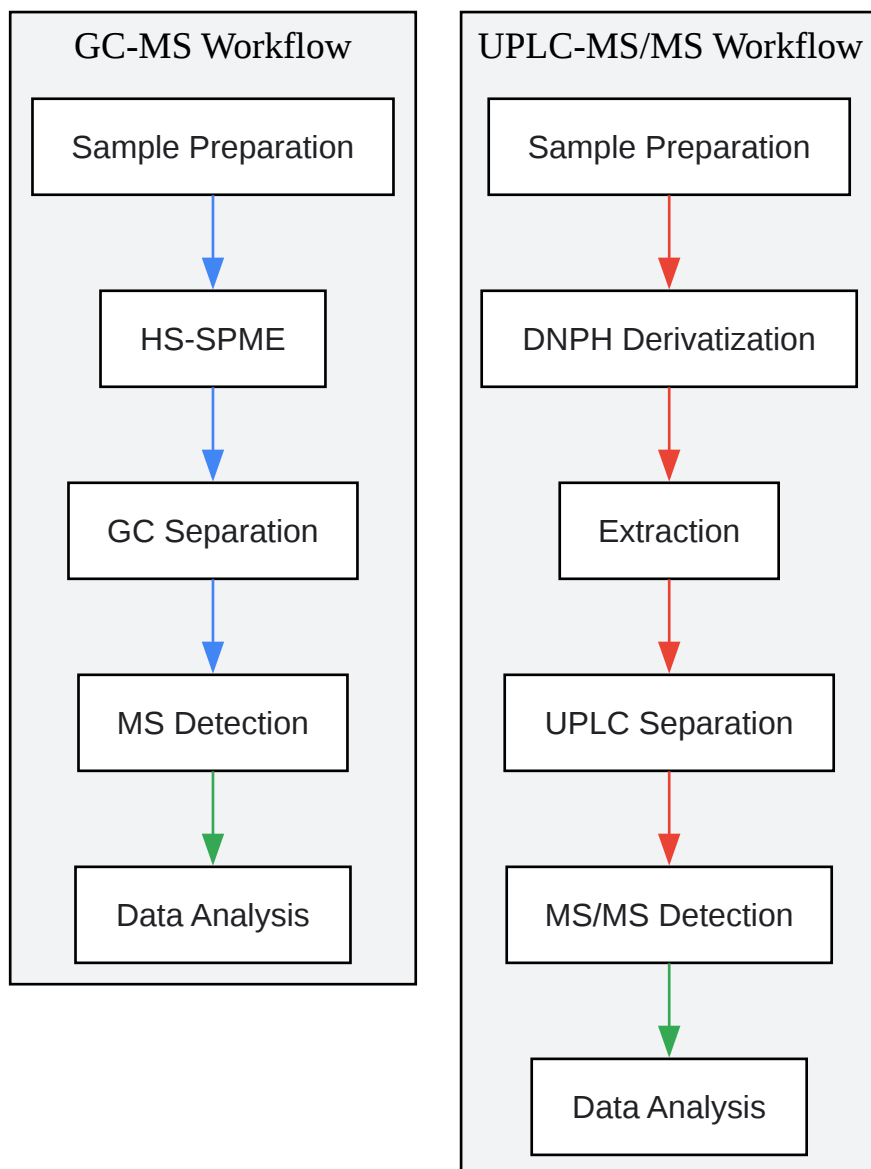 GC-MS Workflow
Sample Preparation
HS-SPME
GC Separation
MS Detection
Data Analysis
UPLC-MS/MS Workflow
Sample Preparation
DNPH Derivatization
Extraction
UPLC Separation
MS/MS Detection
Data Analysis